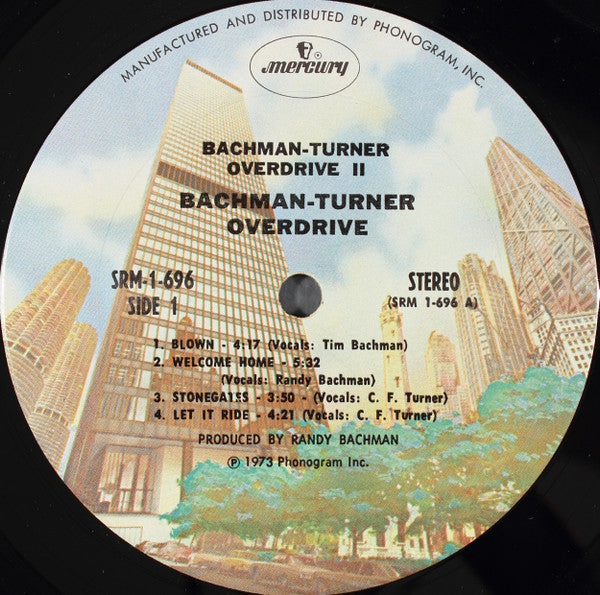 MANUFACTURED AND DISTRIBUTED BY PHONOGRAM, INC.
mercury
BACHMAN-TURNER
OVERDRIVE II
BACHMAN-TURNER
OVERDRIVE
SRM-1-696
SIDE 1
STEREO
(SRM 1-696 A)
1. BLOWN - 4:17 (Vocals: Tim Bachman)
2. WELCOME HOME - 5:32
(Vocals: Randy Bachman)
3. STONEGATES - 3:50 - (Vocals: C. F. Turner)
4. LET IT RIDE - 4:21 (Vocals: C. F. Turner)
PRODUCED BY RANDY BACHMAN
Ⓟ 1973 Phonogram Inc.